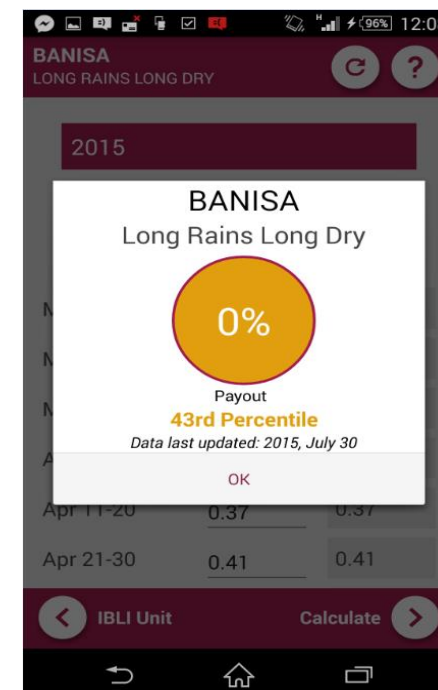 96% 12:0
BANISA
LONG RAINS LONG DRY
C ?
2015
BANISA
Long Rains Long Dry
0%
Payout
43rd Percentile
Data last updated: 2015, July 30
OK
Apr 11-20 0.37 0.37
Apr 21-30 0.41 0.41
IBLI Unit Calculate